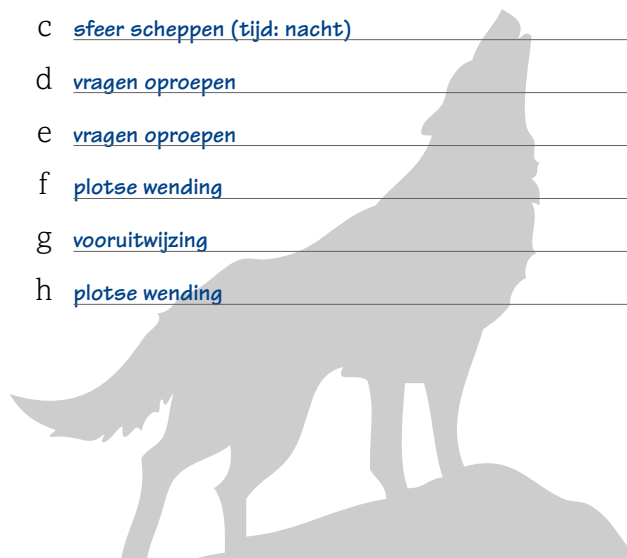 c sfeer scheppen (tijd: nacht)
d vragen oproepen
e vragen oproepen
f plotse wending
g vooruitwijzing
h plotse wending